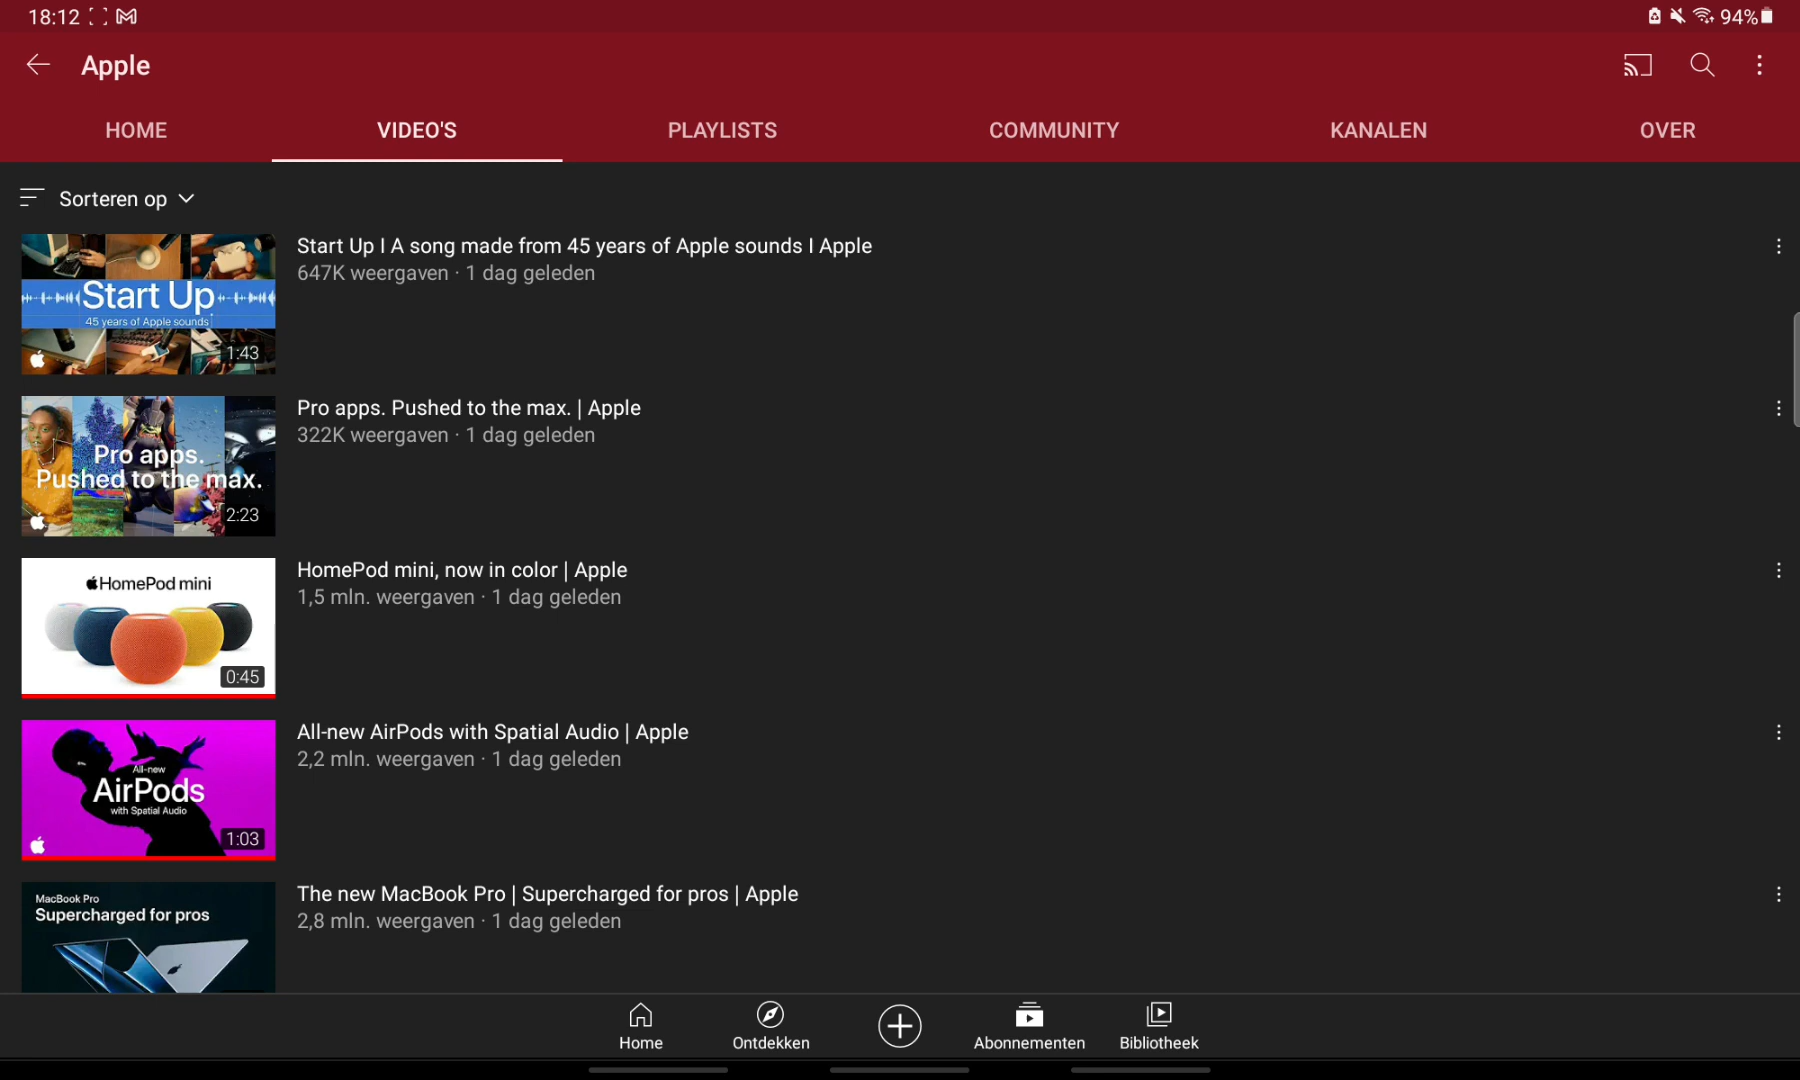 18:12 94%
Apple
HOME VIDEO'S PLAYLISTS COMMUNITY KANALEN OVER
Sorteren op
Start Up
45 years of Apple sounds
1:43
Start Up I A song made from 45 years of Apple sounds I Apple
647K weergaven · 1 dag geleden
Pro apps.
Pushed to the max.
2:23
Pro apps. Pushed to the max. | Apple
322K weergaven · 1 dag geleden
HomePod mini
0:45
HomePod mini, now in color | Apple
1,5 mln. weergaven · 1 dag geleden
All-new
AirPods
with Spatial Audio
1:03
All-new AirPods with Spatial Audio | Apple
2,2 mln. weergaven · 1 dag geleden
MacBook Pro
Supercharged for pros
The new MacBook Pro | Supercharged for pros | Apple
2,8 mln. weergaven · 1 dag geleden
Home Ontdekken Abonnementen Bibliotheek